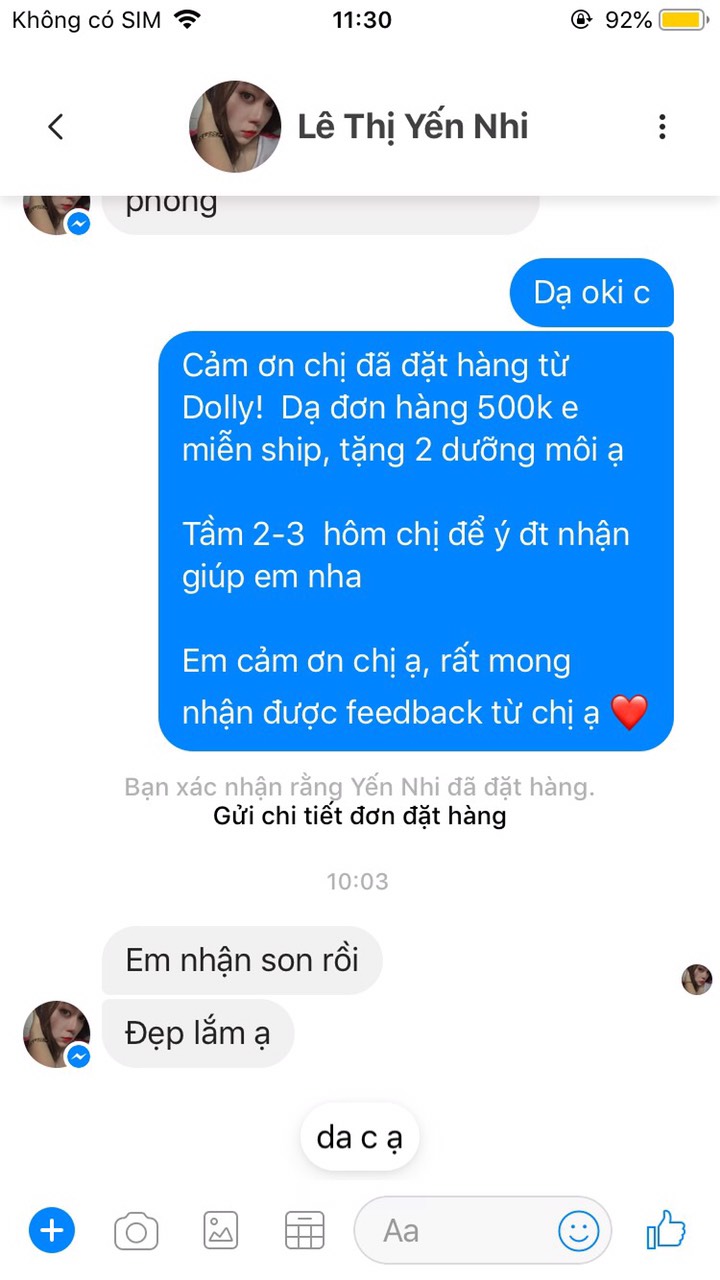 Không có SIM 11:30 92%
Lê Thị Yến Nhi
phòng
Dạ oki c
Cảm ơn chị đã đặt hàng từ
Dolly!  Dạ đơn hàng 500k e
miễn ship, tặng 2 dưỡng môi ạ
Tầm 2-3  hôm chị để ý đt nhận
giúp em nha
Em cảm ơn chị ạ, rất mong
nhận được feedback từ chị ạ ❤️
Bạn xác nhận rằng Yến Nhi đã đặt hàng.
Gửi chi tiết đơn đặt hàng
10:03
Em nhận son rồi
Đẹp lắm ạ
da c ạ
Aa